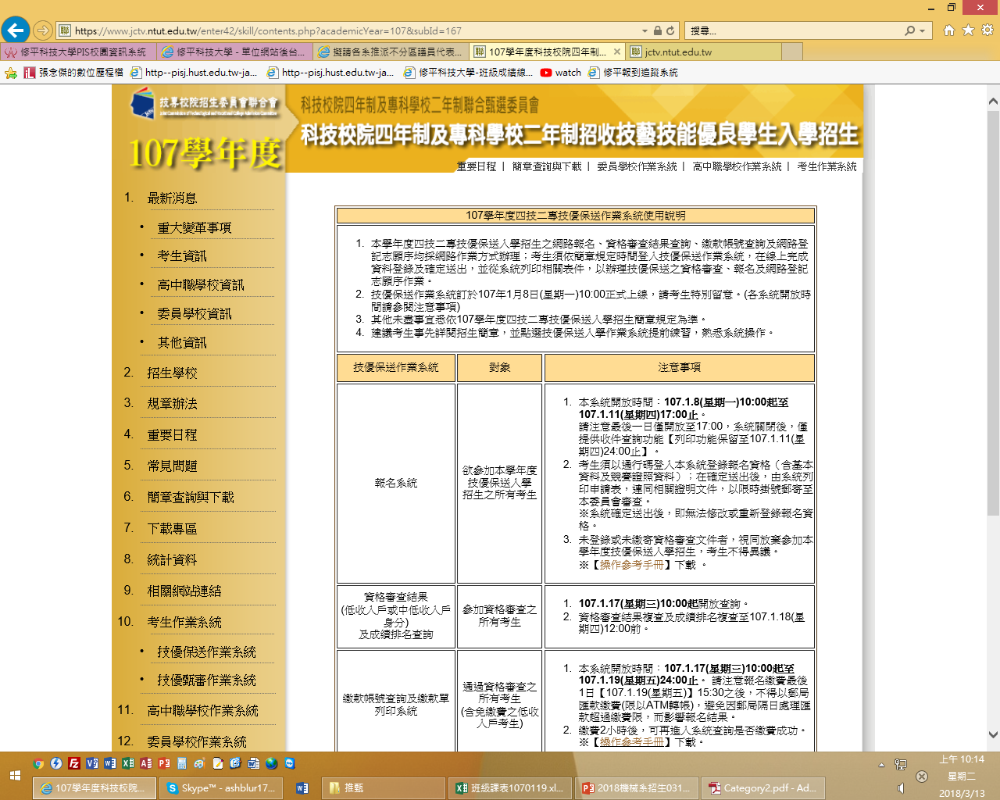 https://www.jctv.ntut.edu.tw/enter42/skill/contents.php?academicYear=107&subId=167
搜尋...
修平科技大學PIS校園資訊系統
修平科技大學 - 單位網站後台...
擬請各系推派不分區議員代表...
107學年度科技校院四年制...
jctv.ntut.edu.tw
張念傑的數位歷程檔
http--pisj.hust.edu.tw-ja...
http--pisj.hust.edu.tw-ja...
修平科技大學-班級成績線...
watch
修平報到追蹤系統
技專校院招生委員會聯合會
Joint Commission of Technological and Vocational College Admission Committee
107學年度
科技校院四年制及專科學校二年制聯合甄選委員會
科技校院四年制及專科學校二年制招收技藝技能優良學生入學招生
重要日程 | 簡章查詢與下載 | 委員學校作業系統 | 高中職學校作業系統 | 考生作業系統
1. 最新消息
• 重大變革事項
• 考生資訊
• 高中職學校資訊
• 委員學校資訊
• 其他資訊
2. 招生學校
3. 規章辦法
4. 重要日程
5. 常見問題
6. 簡章查詢與下載
7. 下載專區
8. 統計資料
9. 相關網站連結
10. 考生作業系統
• 技優保送作業系統
• 技優甄審作業系統
11. 高中職學校作業系統
12. 委員學校作業系統
107學年度四技二專技優保送作業系統使用說明
1. 本學年度四技二專技優保送入學招生之網路報名、資格審查結果查詢、繳款帳號查詢及網路登
記志願序均採網路作業方式辦理；考生須依簡章規定時間登入技優保送作業系統，在線上完成
資料登錄及確定送出，並從系統列印相關表件，以辦理技優保送之資格審查、報名及網路登記
志願序作業。
2. 技優保送作業系統訂於107年1月8日(星期一)10:00正式上線，請考生特別留意。(各系統開放時
間請參閱注意事項)
3. 其他未盡事宜悉依107學年度四技二專技優保送入學招生簡章規定為準。
4. 建議考生事先詳閱招生簡章，並點選技優保送入學作業系統提前練習，熟悉系統操作。
技優保送作業系統
對象
注意事項
報名系統
欲參加本學年度
技優保送入學
招生之所有考生
1. 本系統開放時間：107.1.8(星期一)10:00起至
107.1.11(星期四)17:00止。
請注意最後一日僅開放至17:00，系統關閉後，僅
提供收件查詢功能【列印功能保留至107.1.11(星
期四)24:00止】。
2. 考生須以通行碼登入本系統登錄報名資格（含基本
資料及競賽證照資料）；在確定送出後，由系統列
印申請表，連同相關證明文件，以限時掛號郵寄至
本委員會審查。
※系統確定送出後，即無法修改或重新登錄報名資
格。
3. 未登錄或未繳寄資格審查文件者，視同放棄參加本
學年度技優保送入學招生，考生不得異議。
※【操作參考手冊】下載 。
資格審查結果
(低收入戶或中低收入戶
身分)
及成績排名查詢
參加資格審查之
所有考生
1. 107.1.17(星期三)10:00起開放查詢。
2. 資格審查結果複查及成績排名複查至107.1.18(星
期四)12:00前。
繳款帳號查詢及繳款單
列印系統
通過資格審查之
所有考生
(含免繳費之低收
入戶考生)
1. 本系統開放時間：107.1.17(星期三)10:00起至
107.1.19(星期五)24:00止。 請注意報名繳費最後
1日【107.1.19(星期五)】15:30之後，不得以郵局
匯款繳費(限以ATM轉帳)，避免因郵局隔日處理匯
款超過繳費限，而影響報名結果。
2. 繳費2小時後，可再進入系統查詢是否繳費成功。
※【操作參考手冊】下載。
107學年度科技校院...
Skype™ - ashblur17...
推甄
班級課表1070119.xl...
2018機械系招生031...
Category2.pdf - Ad...
上午 10:14
星期二
2018/3/13